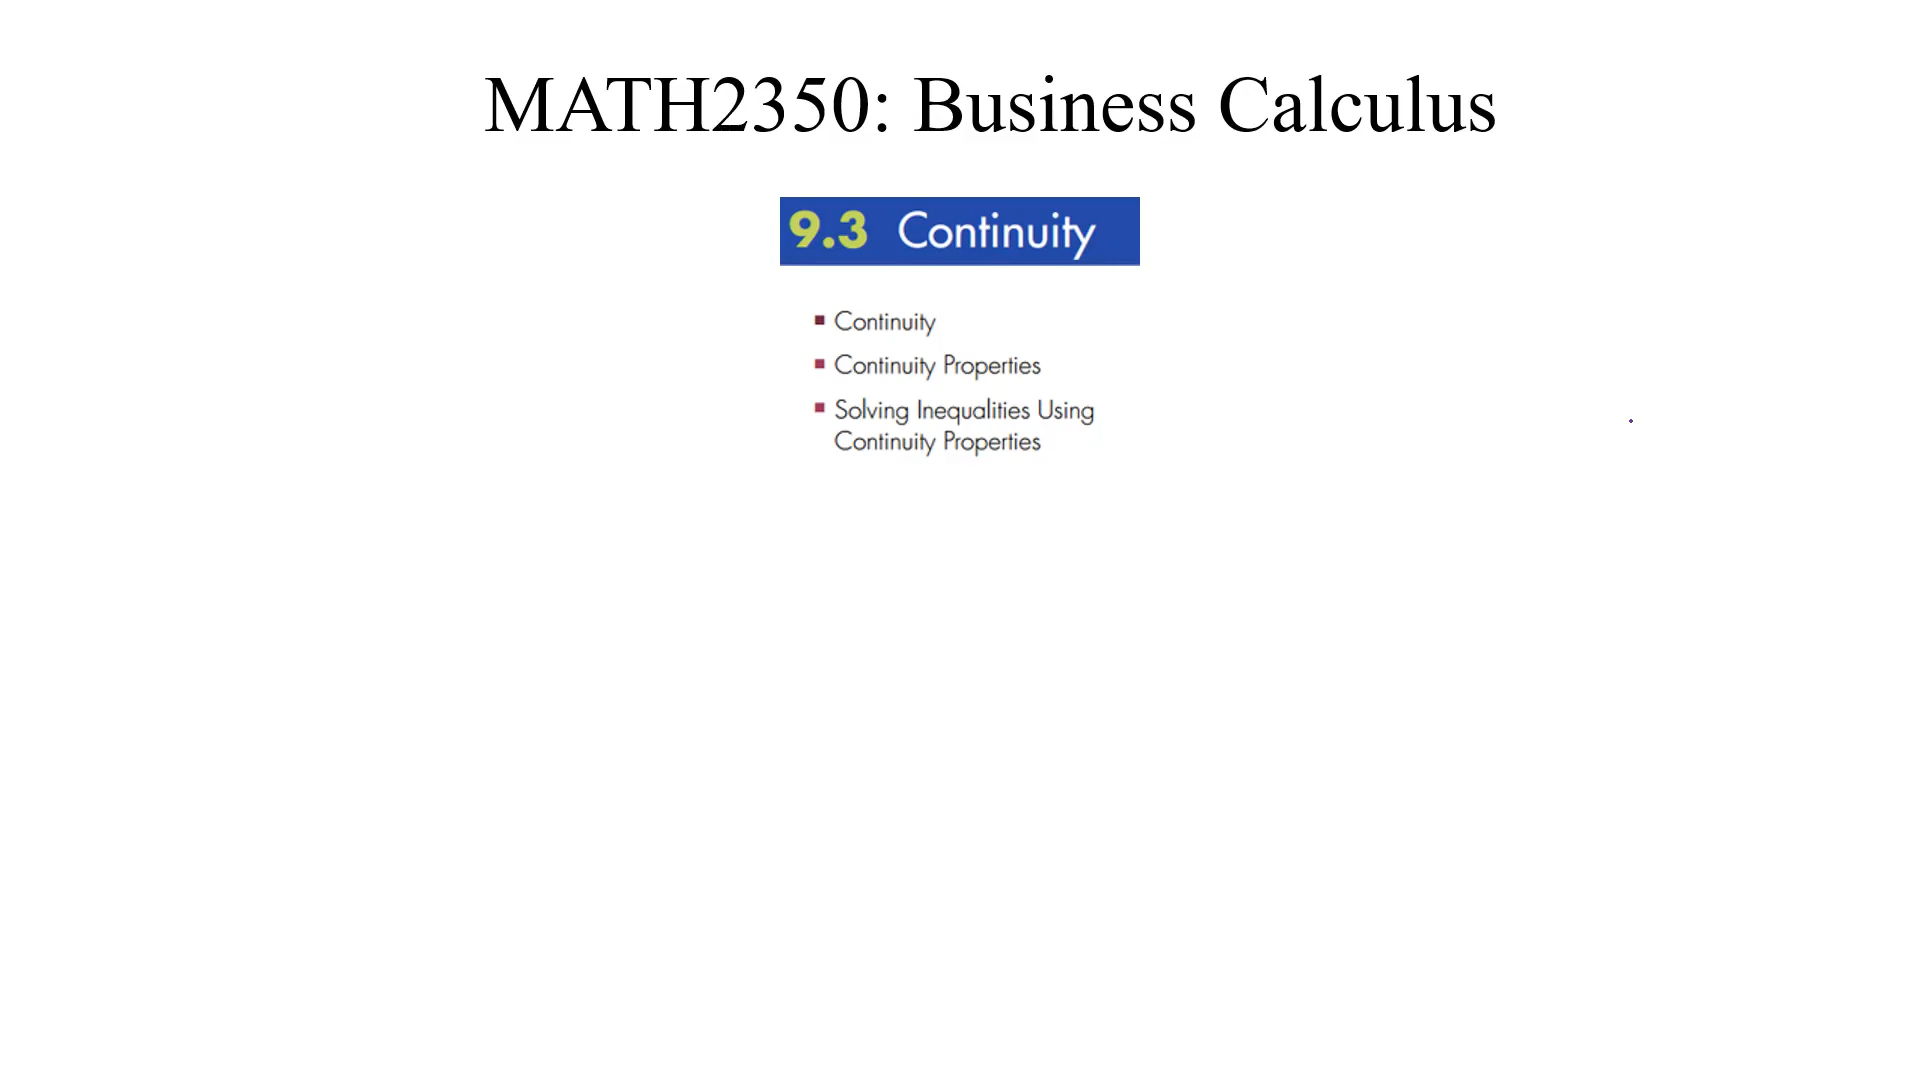 MATH2350: Business Calculus
9.3 Continuity
▪ Continuity
▪ Continuity Properties
▪ Solving Inequalities Using
Continuity Properties